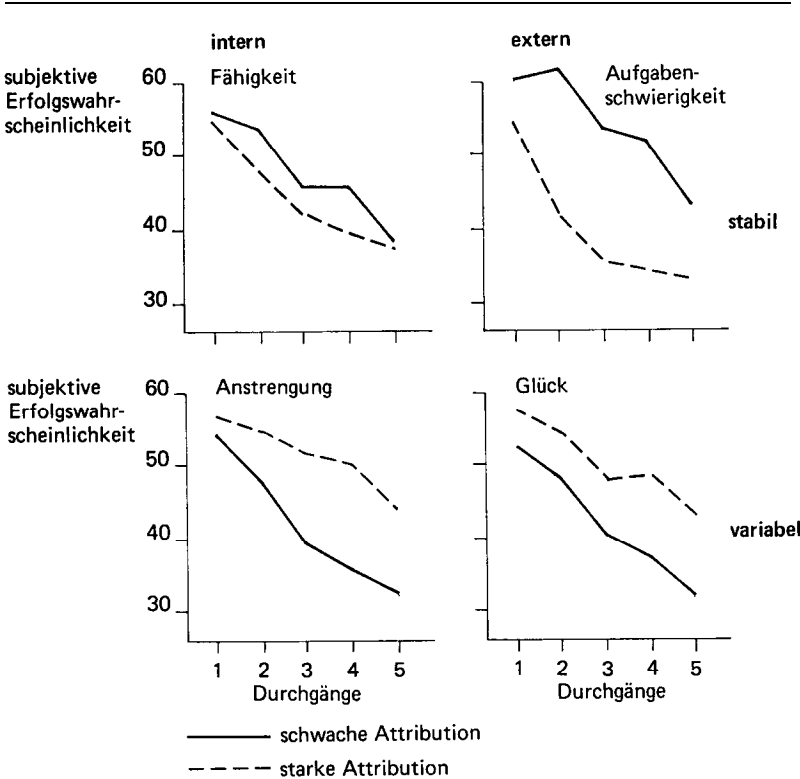 intern
extern
subjektive
Erfolgswahr-
scheinlichkeit
60
50
40
30
Fähigkeit
Aufgaben-
schwierigkeit
stabil
subjektive
Erfolgswahr-
scheinlichkeit
60
50
40
30
Anstrengung
Glück
variabel
1 2 3 4 5
Durchgänge
1 2 3 4 5
Durchgänge
schwache Attribution
starke Attribution